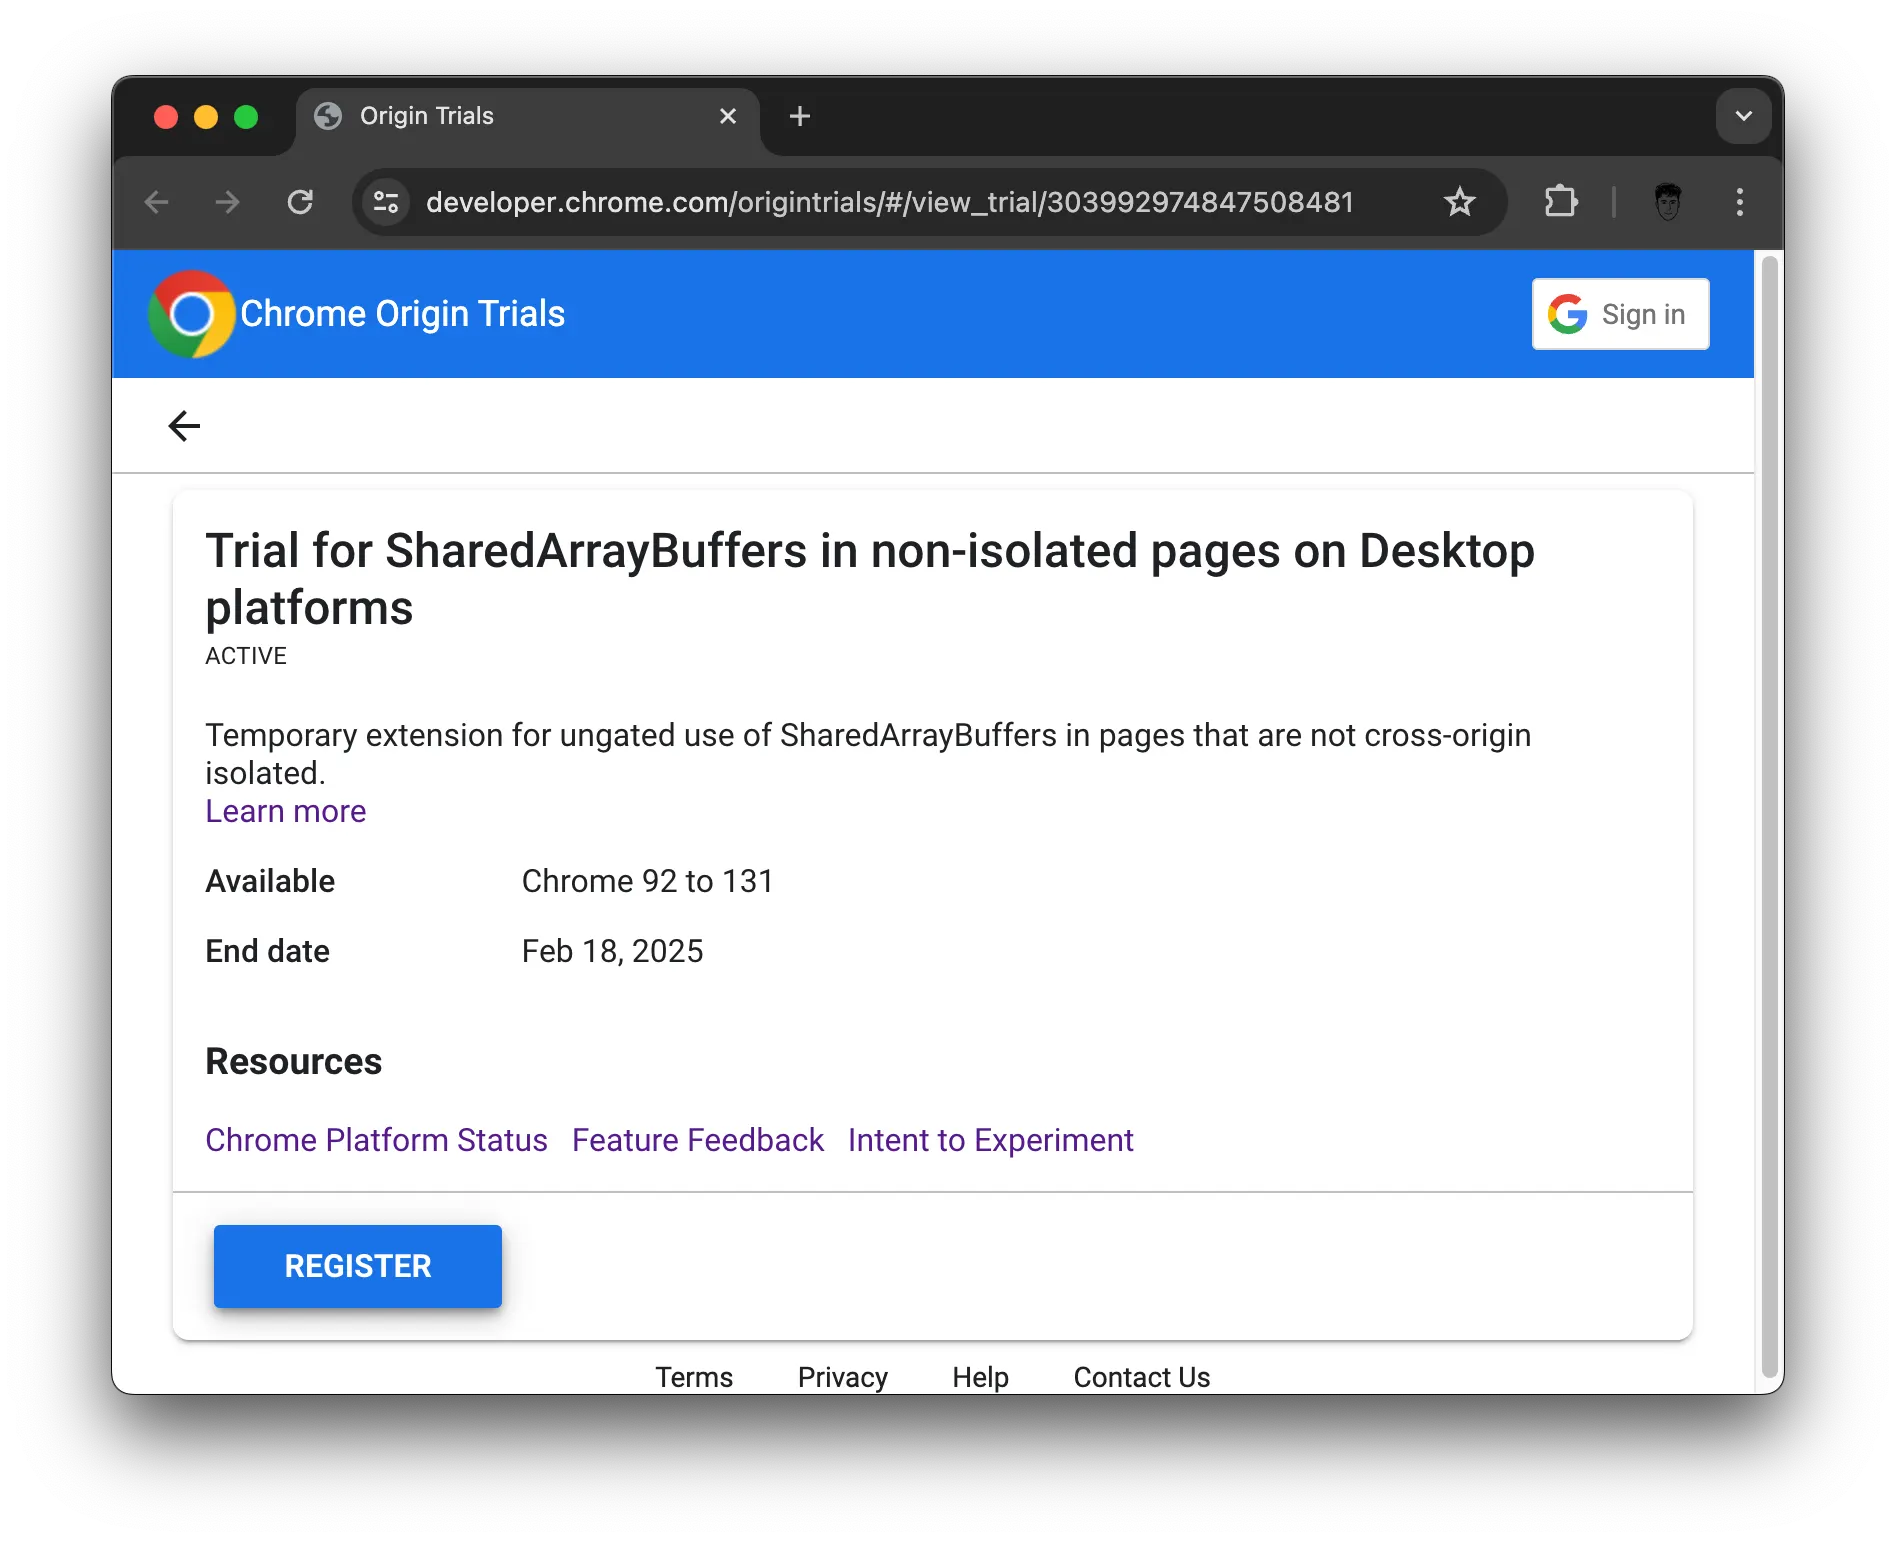 Origin Trials
developer.chrome.com/origintrials/#/view_trial/303992974847508481
Chrome Origin Trials
Sign in
Trial for SharedArrayBuffers in non-isolated pages on Desktop
platforms
ACTIVE
Temporary extension for ungated use of SharedArrayBuffers in pages that are not cross-origin
isolated.
Learn more
Available Chrome 92 to 131
End date Feb 18, 2025
Resources
Chrome Platform Status Feature Feedback Intent to Experiment
REGISTER
Terms Privacy Help Contact Us